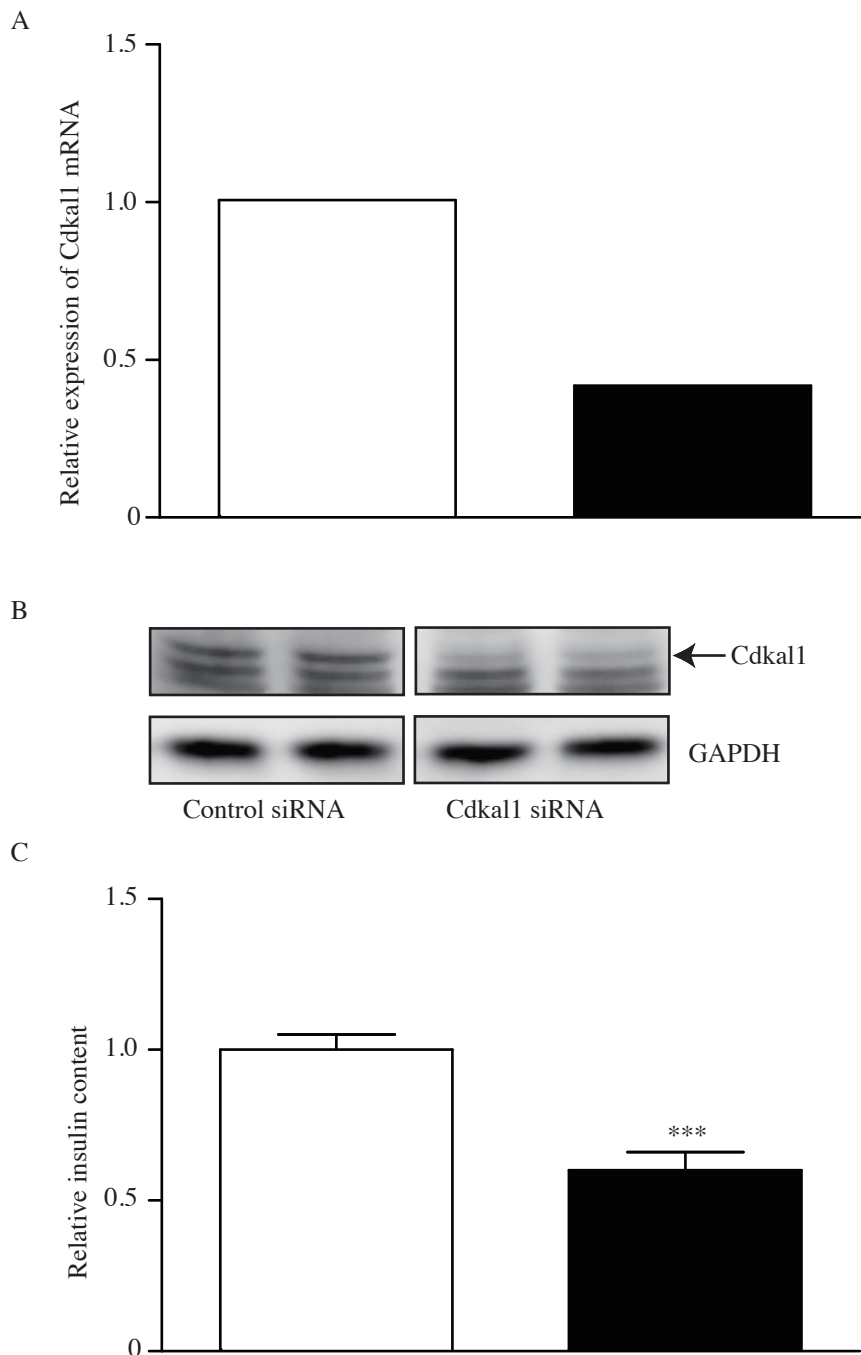 A
1.5
1.0
0.5
0
Relative expression of Cdkal1 mRNA
B
Cdkal1
GAPDH
Control siRNA Cdkal1 siRNA
C
1.5
1.0
0.5
0
Relative insulin content
***